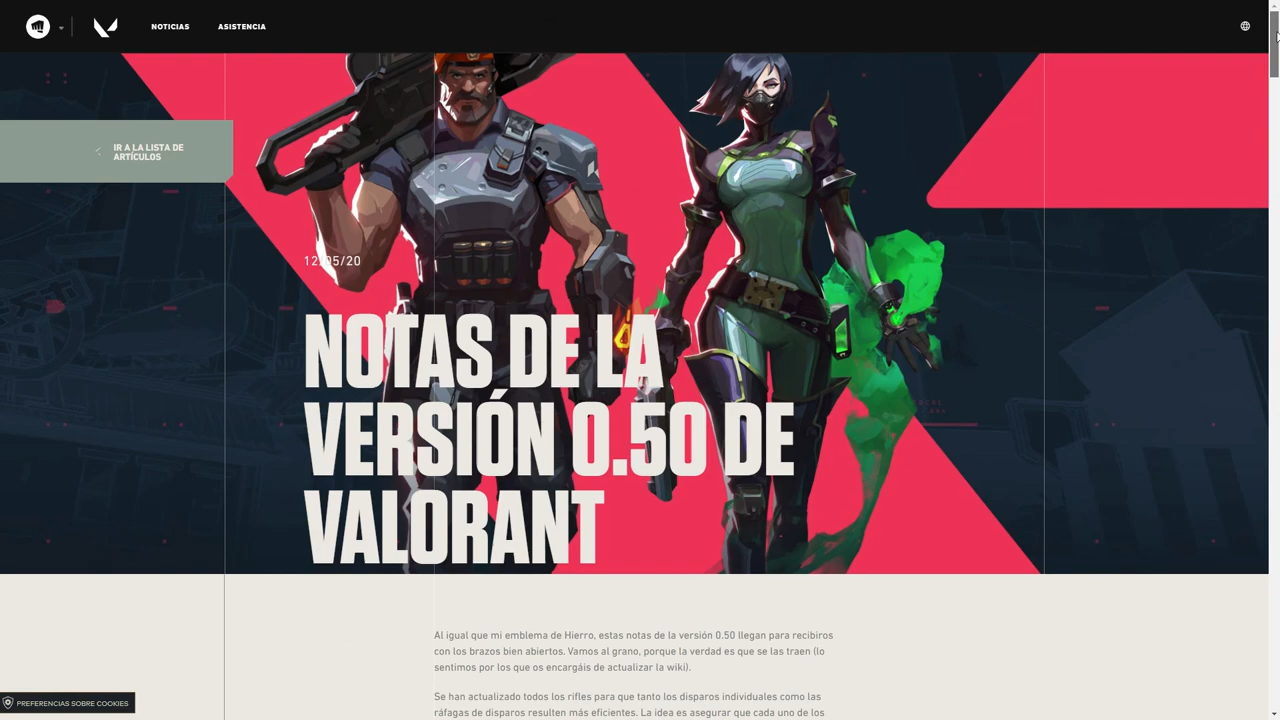 NOTICIAS
ASISTENCIA
IR A LA LISTA DE
ARTÍCULOS
12/05/20
NOTAS DE LA
VERSIÓN 0.50 DE
VALORANT
Al igual que mi emblema de Hierro, estas notas de la versión 0.50 llegan para recibiros
con los brazos bien abiertos. Vamos al grano, porque la verdad es que se las traen (lo
sentimos por los que os encargáis de actualizar la wiki).
Se han actualizado todos los rifles para que tanto los disparos individuales como las
ráfagas de disparos resulten más eficientes. La idea es asegurar que cada uno de los
PREFERENCIAS SOBRE COOKIES